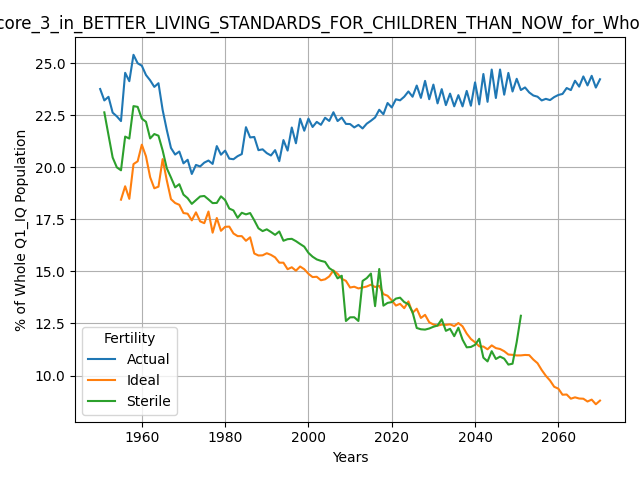 core_3_in_BETTER_LIVING_STANDARDS_FOR_CHILDREN_THAN_NOW_for_Who
% of Whole Q1_IQ Population
25.0
22.5
20.0
17.5
15.0
12.5
10.0
Fertility
Actual
Ideal
Sterile
1960
1980
2000
2020
2040
2060
Years